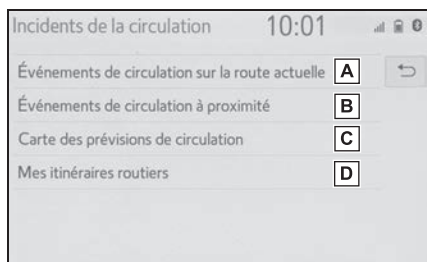 Incidents de la circulation 10:01
Événements de circulation sur la route actuelle A
Événements de circulation à proximité B
Carte des prévisions de circulation C
Mes itinéraires routiers D